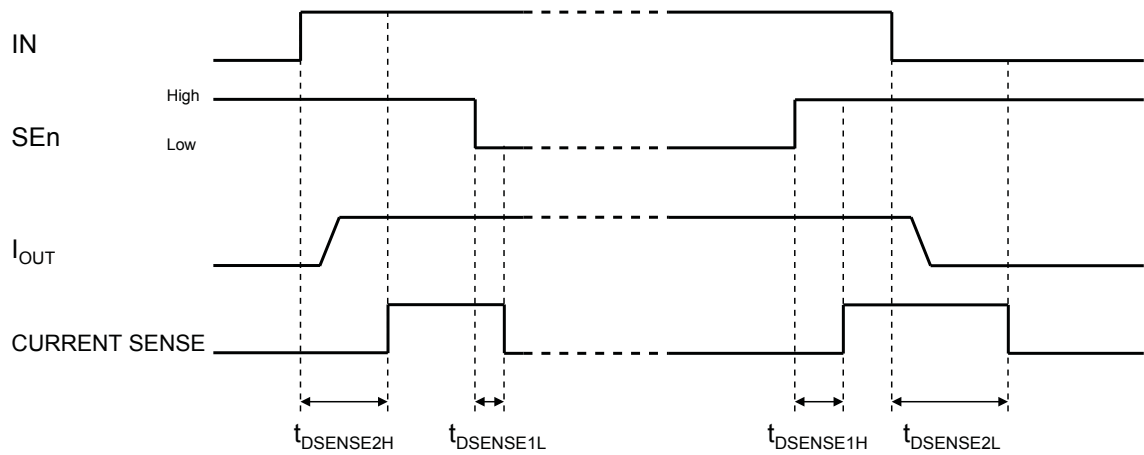 IN
High
SEn
Low
IOUT
CURRENT SENSE
tDSENSE2H
tDSENSE1L
tDSENSE1H
tDSENSE2L